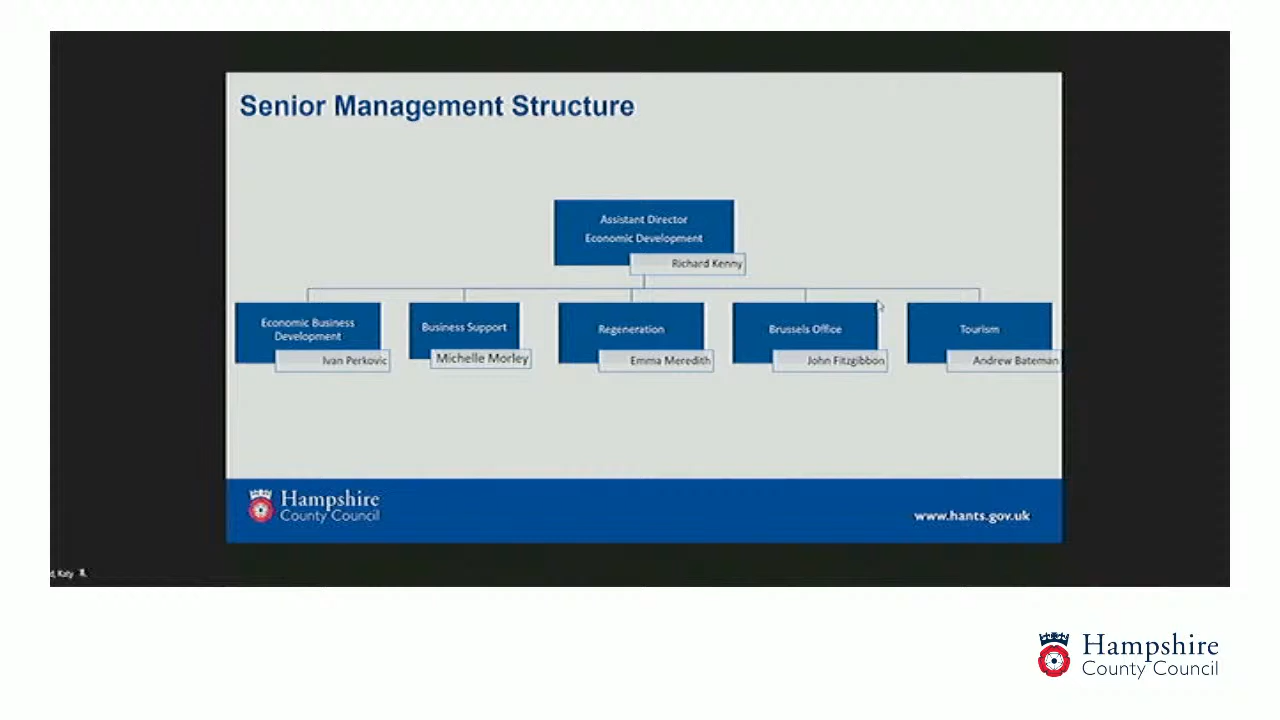 Senior Management Structure
Assistant Director
Economic Development
Richard Kenny
Economic Business
Development
Ivan Perkovic
Business Support
Michelle Morley
Regeneration
Emma Meredith
Brussels Office
John Fitzgibbon
Tourism
Andrew Bateman
Hampshire
County Council
www.hants.gov.uk
Katy
Hampshire
County Council